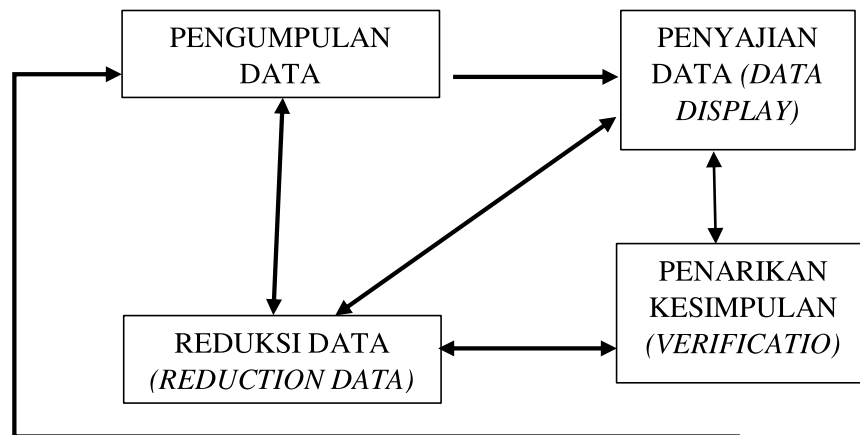 PENGUMPULAN
DATA
PENYAJIAN
DATA (DATA
DISPLAY)
PENARIKAN
KESIMPULAN
(VERIFICATIO)
REDUKSI DATA
(REDUCTION DATA)